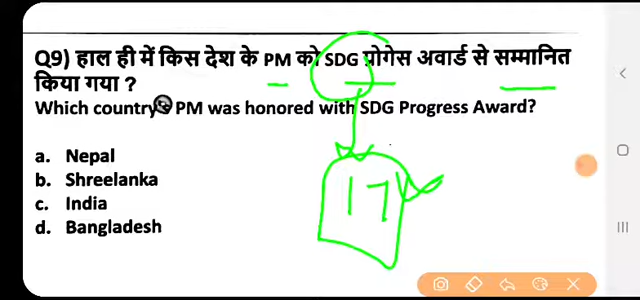 Q9) हाल ही में किस देश के PM को SDG प्रोगेस अवार्ड से सम्मानित
किया गया ?
Which country's PM was honored with SDG Progress Award?
a. Nepal
b. Shreelanka
c. India
d. Bangladesh
17